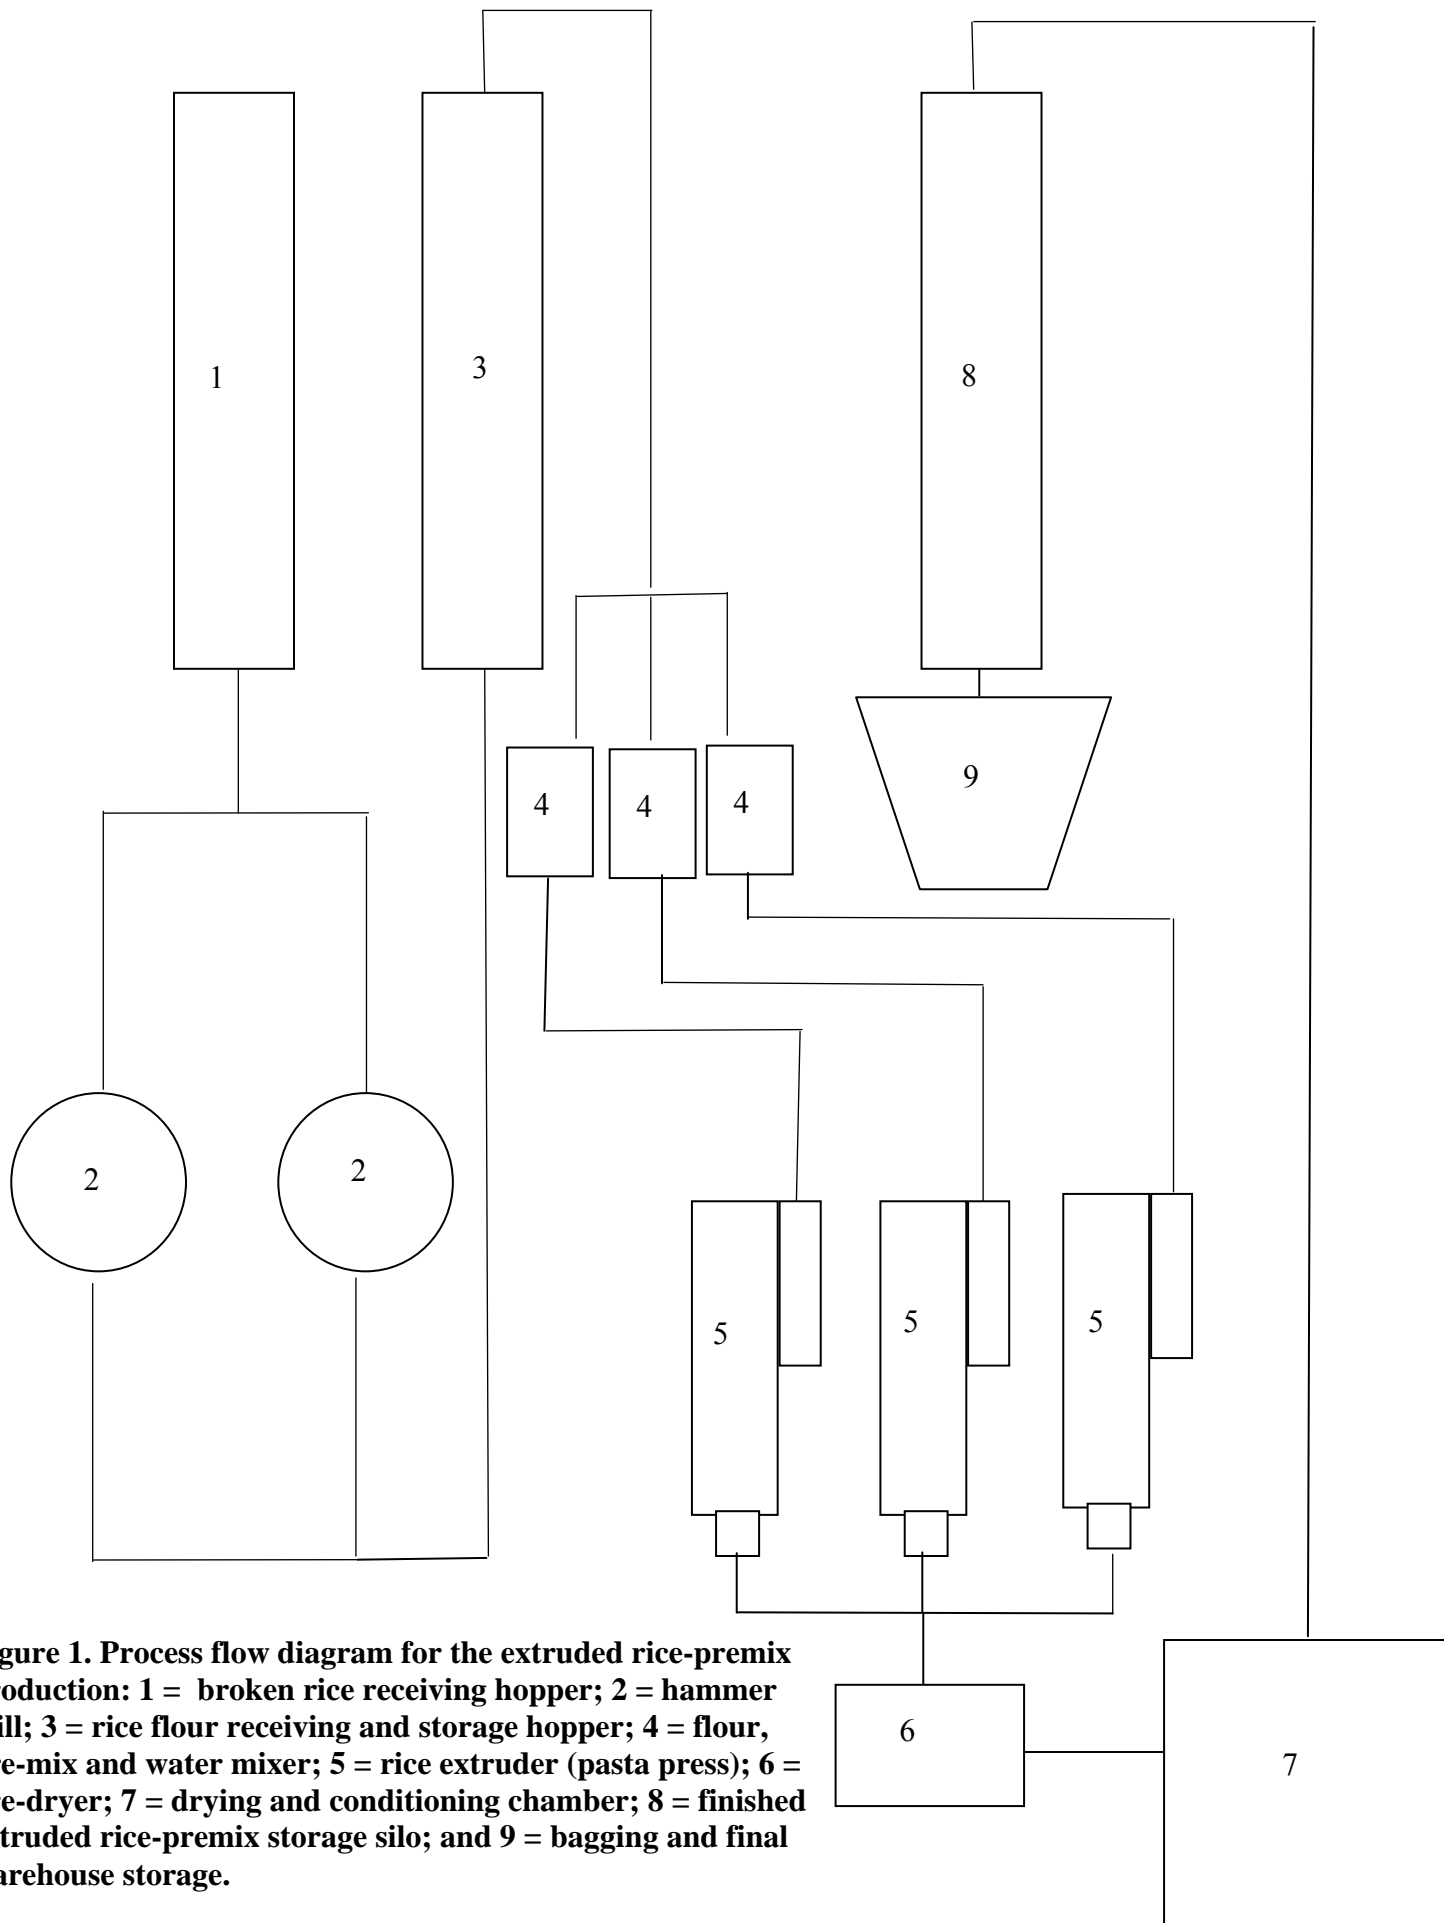 1
3
8
4
4
4
9
2
2
5
5
5
gure 1. Process flow diagram for the extruded rice-premix
oduction: 1 =  broken rice receiving hopper; 2 = hammer
ill; 3 = rice flour receiving and storage hopper; 4 = flour,
e-mix and water mixer; 5 = rice extruder (pasta press); 6 =
e-dryer; 7 = drying and conditioning chamber; 8 = finished
truded rice-premix storage silo; and 9 = bagging and final
arehouse storage.
6
7